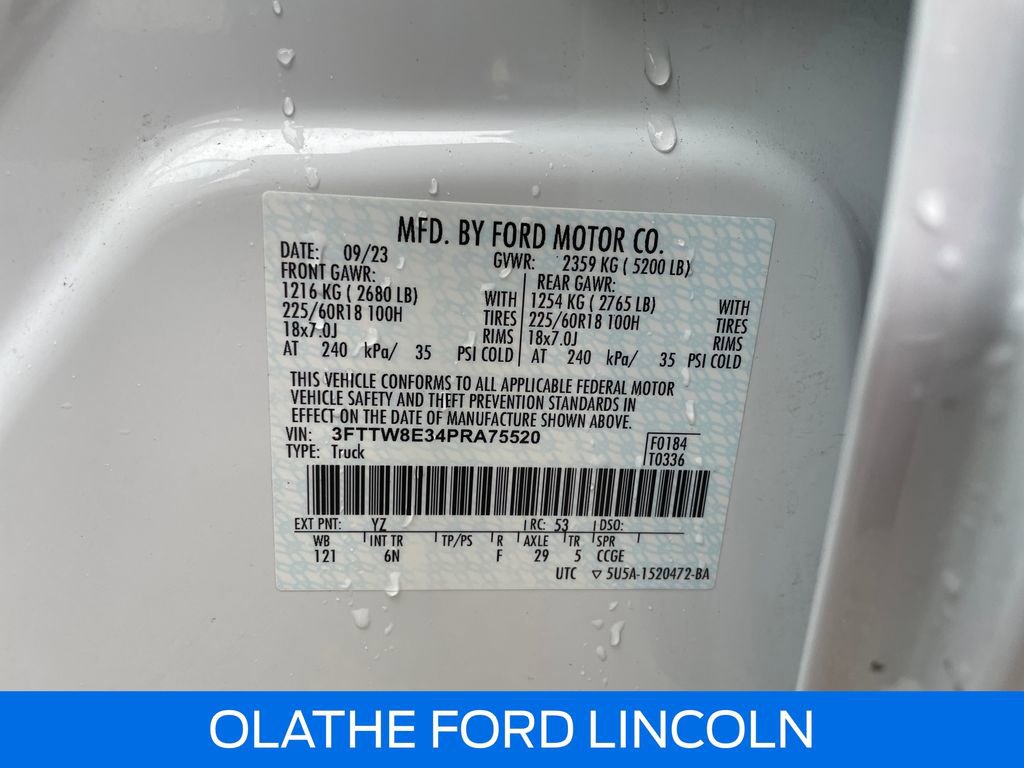 MFD. BY FORD MOTOR CO.
DATE: 09/23 GVWR: 2359 KG ( 5200 LB)
FRONT GAWR: REAR GAWR:
1216 KG ( 2680 LB) WITH 1254 KG ( 2765 LB) WITH
225/60R18 100H TIRES 225/60R18 100H TIRES
18x7.0J RIMS 18x7.0J RIMS
AT 240 kPa/ 35 PSI COLD AT 240 kPa/ 35 PSI COLD
THIS VEHICLE CONFORMS TO ALL APPLICABLE FEDERAL MOTOR
VEHICLE SAFETY AND THEFT PREVENTION STANDARDS IN
EFFECT ON THE DATE OF MANUFACTURE SHOWN ABOVE.
VIN: 3FTTW8E34PRA75520 F0184
TYPE: Truck T0336
EXT PNT: YZ RC: 53 DSO:
WB INT TR TP/PS R AXLE TR SPR
121 6N F 29 5 CCGE
UTC ▽ 5U5A-1520472-BA
OLATHE FORD LINCOLN